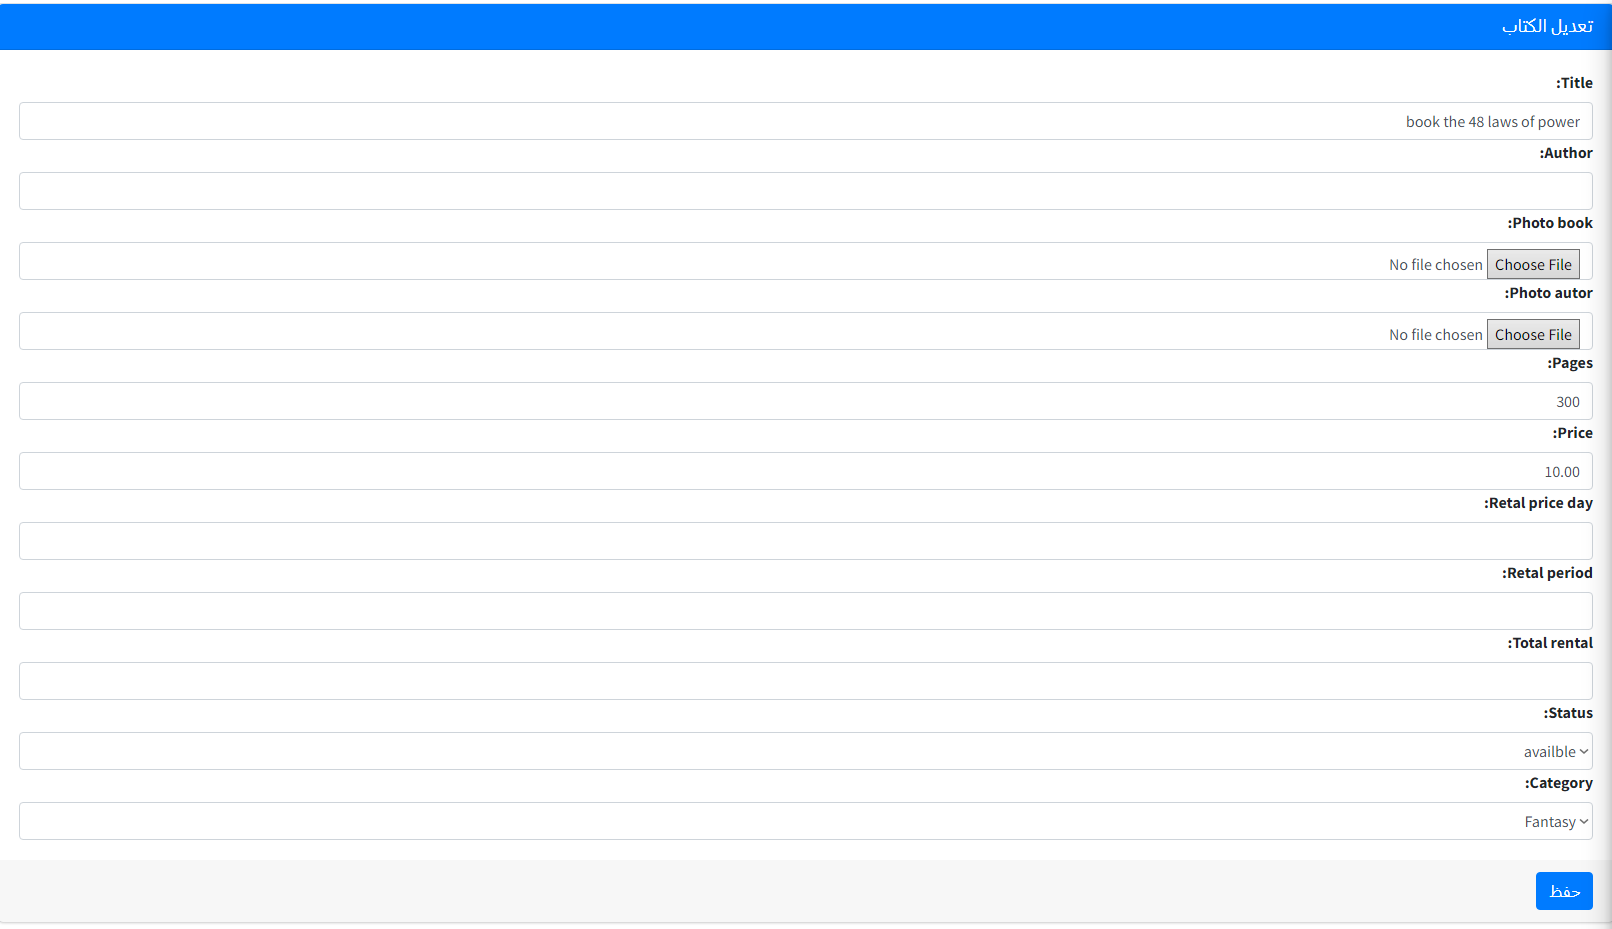 تعديل الكتاب
Title:
book the 48 laws of power
Author:
Photo book:
Choose File No file chosen
Photo autor:
Choose File No file chosen
Pages:
300
Price:
10.00
Retal price day:
Retal period:
Total rental:
Status:
availble
Category:
Fantasy
حفظ